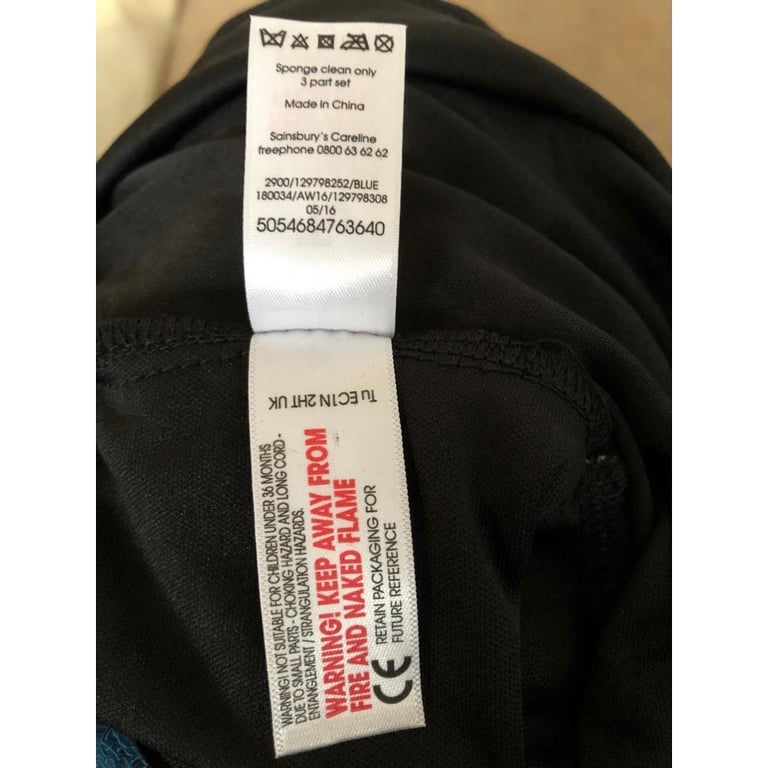 Sponge clean only
3 part set
Made in China
Sainsbury's Careline
freephone 0800 63 62 62
2900/129798252/BLUE
180034/AW16/129798308
05/16
5054684763640
Tu EC1N 2HT UK
WARNING! NOT SUITABLE FOR CHILDREN UNDER 36 MONTHS
DUE TO SMALL PARTS - CHOKING HAZARD AND LONG CORD -
ENTANGLEMENT / STRANGULATION HAZARDS.
WARNING! KEEP AWAY FROM
FIRE AND NAKED FLAME
CE RETAIN PACKAGING FOR
FUTURE REFERENCE